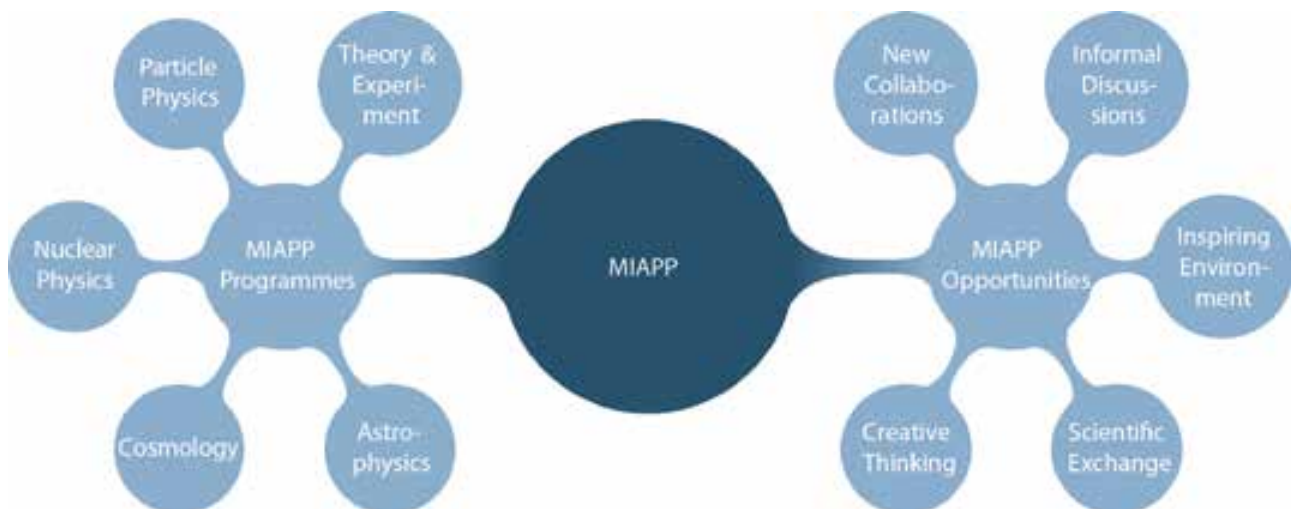 Particle
Physics
Theory &
Experi-
ment
Nuclear
Physics
MIAPP
Programmes
Cosmology
Astro-
physics
MIAPP
New
Collabo-
rations
Informal
Discus-
sions
MIAPP
Opportunities
Inspiring
Environ-
ment
Creative
Thinking
Scientific
Exchange